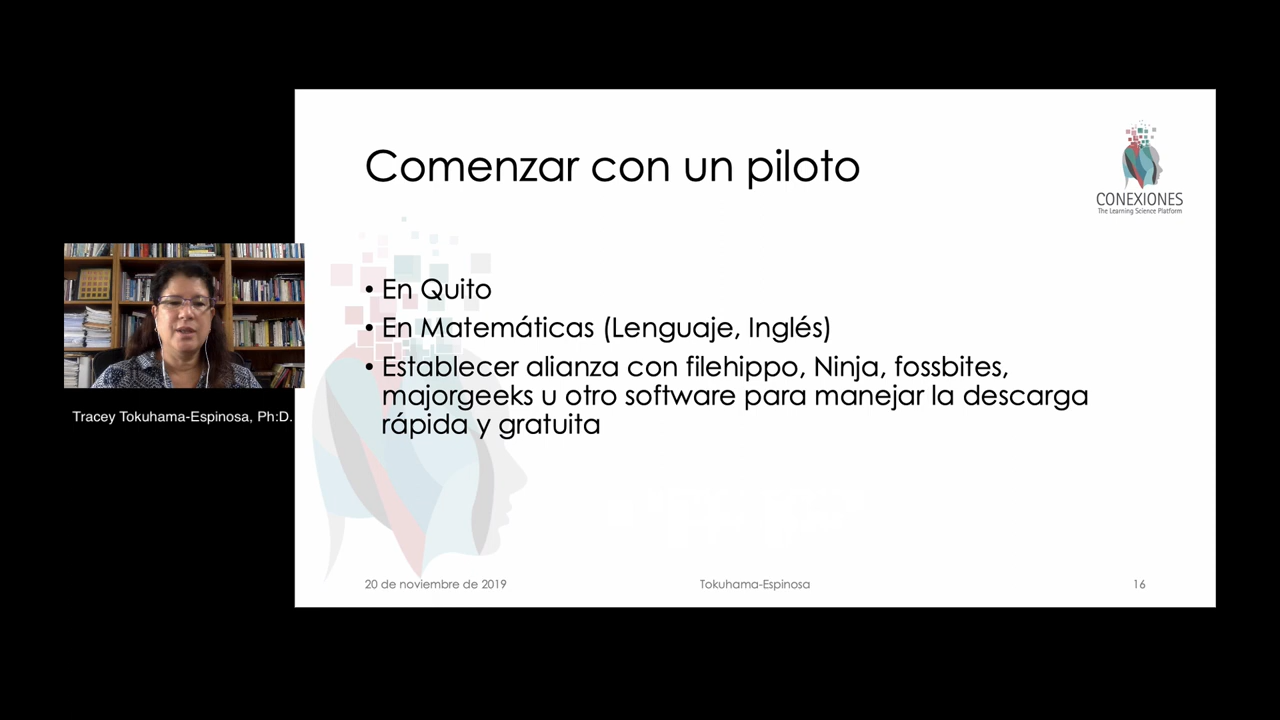 Comenzar con un piloto
CONEXIONES
The Learning Science Platform
• En Quito
• En Matemáticas (Lenguaje, Inglés)
• Establecer alianza con filehippo, Ninja, fossbites,
majorgeeks u otro software para manejar la descarga
rápida y gratuita
Tracey Tokuhama-Espinosa, Ph:D.
20 de noviembre de 2019
Tokuhama-Espinosa
16